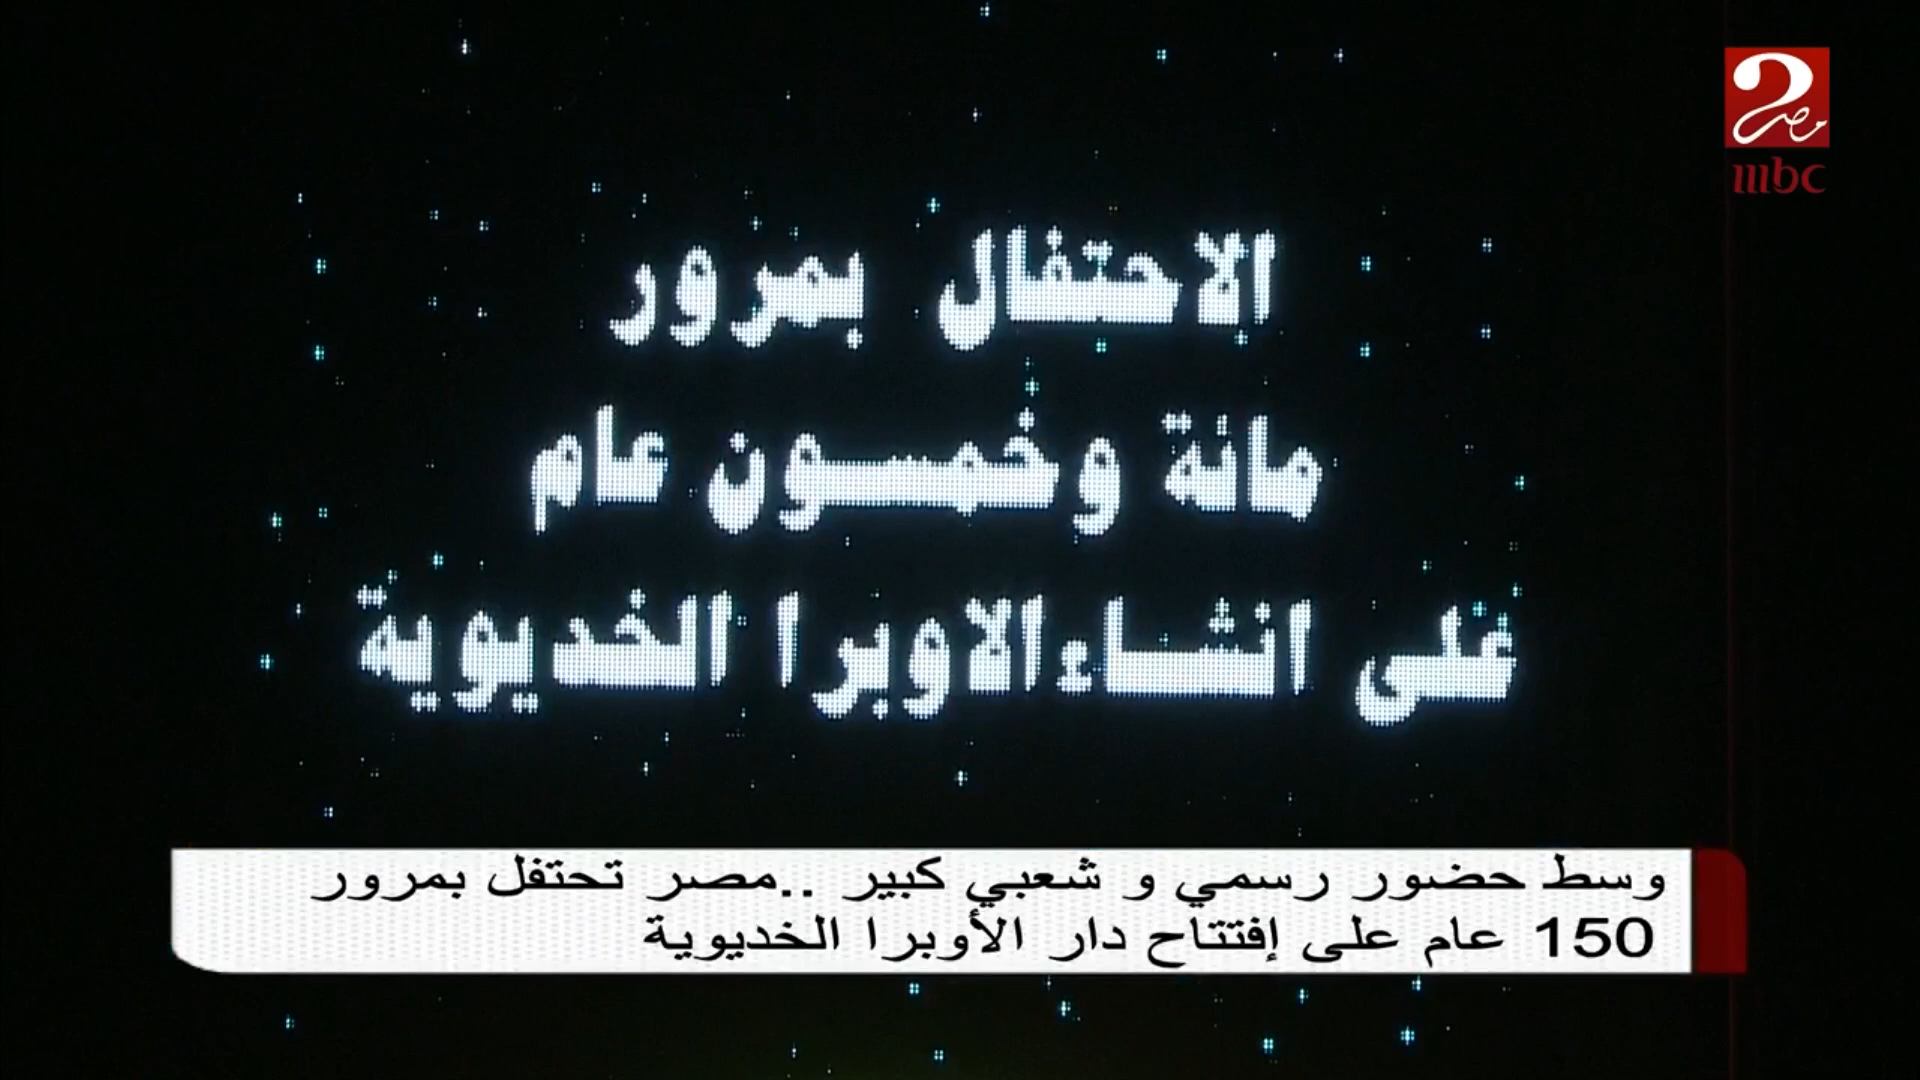 مصر
mbc
الاحتفال بمرور
مائة وخمسون عام
على انشاء الاوبرا الخديوية
وسط حضور رسمي و شعبي كبير ..مصر تحتفل بمرور
150 عام على إفتتاح دار الأوبرا الخديوية